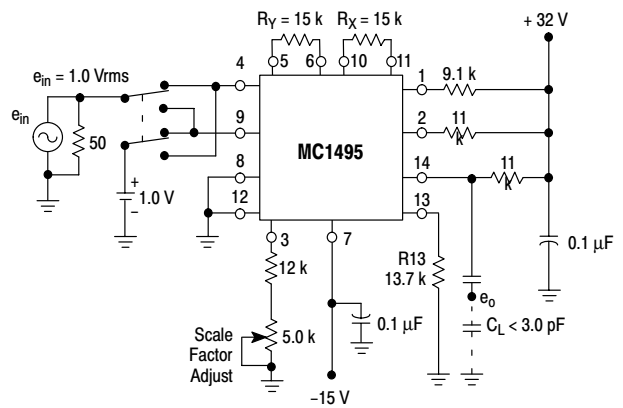 RY = 15 k
RX = 15 k
+ 32 V
ein = 1.0 Vrms
4
5
6
10
11
1
9.1 k
ein
50
9
2
11 k
MC1495
8
14
11 k
+
−
1.0 V
12
13
3
7
R13
13.7 k
0.1 μF
12 k
eo
Scale
Factor
Adjust
5.0 k
0.1 μF
CL < 3.0 pF
−15 V